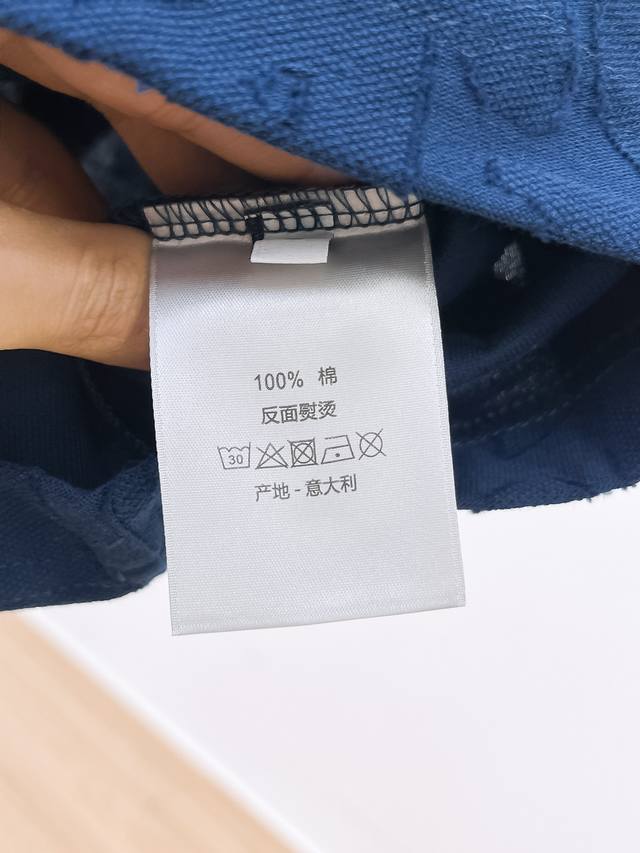 100% 棉
反面熨烫
30
产地 - 意大利